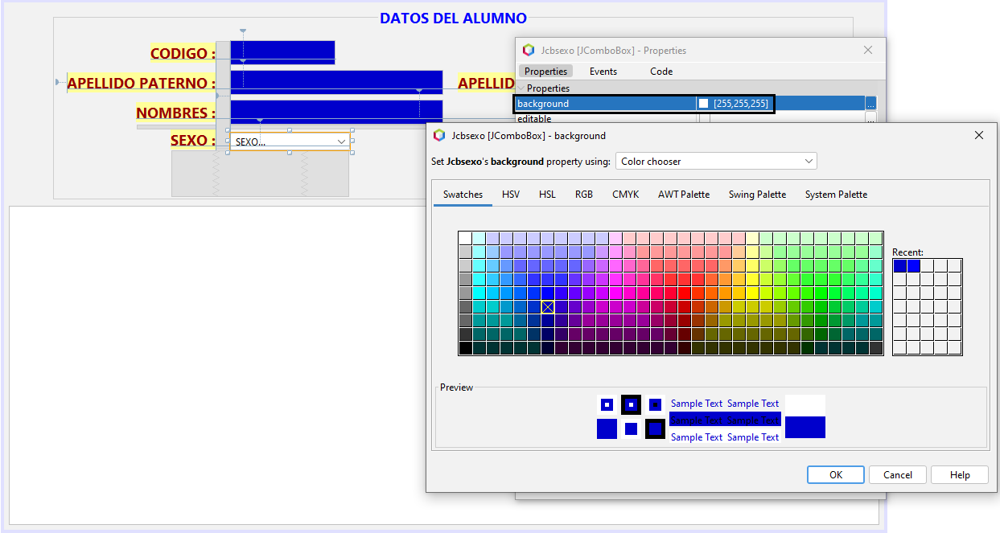 DATOS DEL ALUMNO
CODIGO :
APELLIDO PATERNO :
APELLID
NOMBRES :
SEXO :
SEXO...
Jcbsexo [JComboBox] - Properties
Properties Events Code
Properties
background [255,255,255] ...
editable ...
Jcbsexo [JComboBox] - background
Set Jcbsexo's background property using: Color chooser
Swatches HSV HSL RGB CMYK AWT Palette Swing Palette System Palette
Recent:
Preview
Sample Text Sample Text
Sample Text Sample Text
Sample Text Sample Text
OK Cancel Help